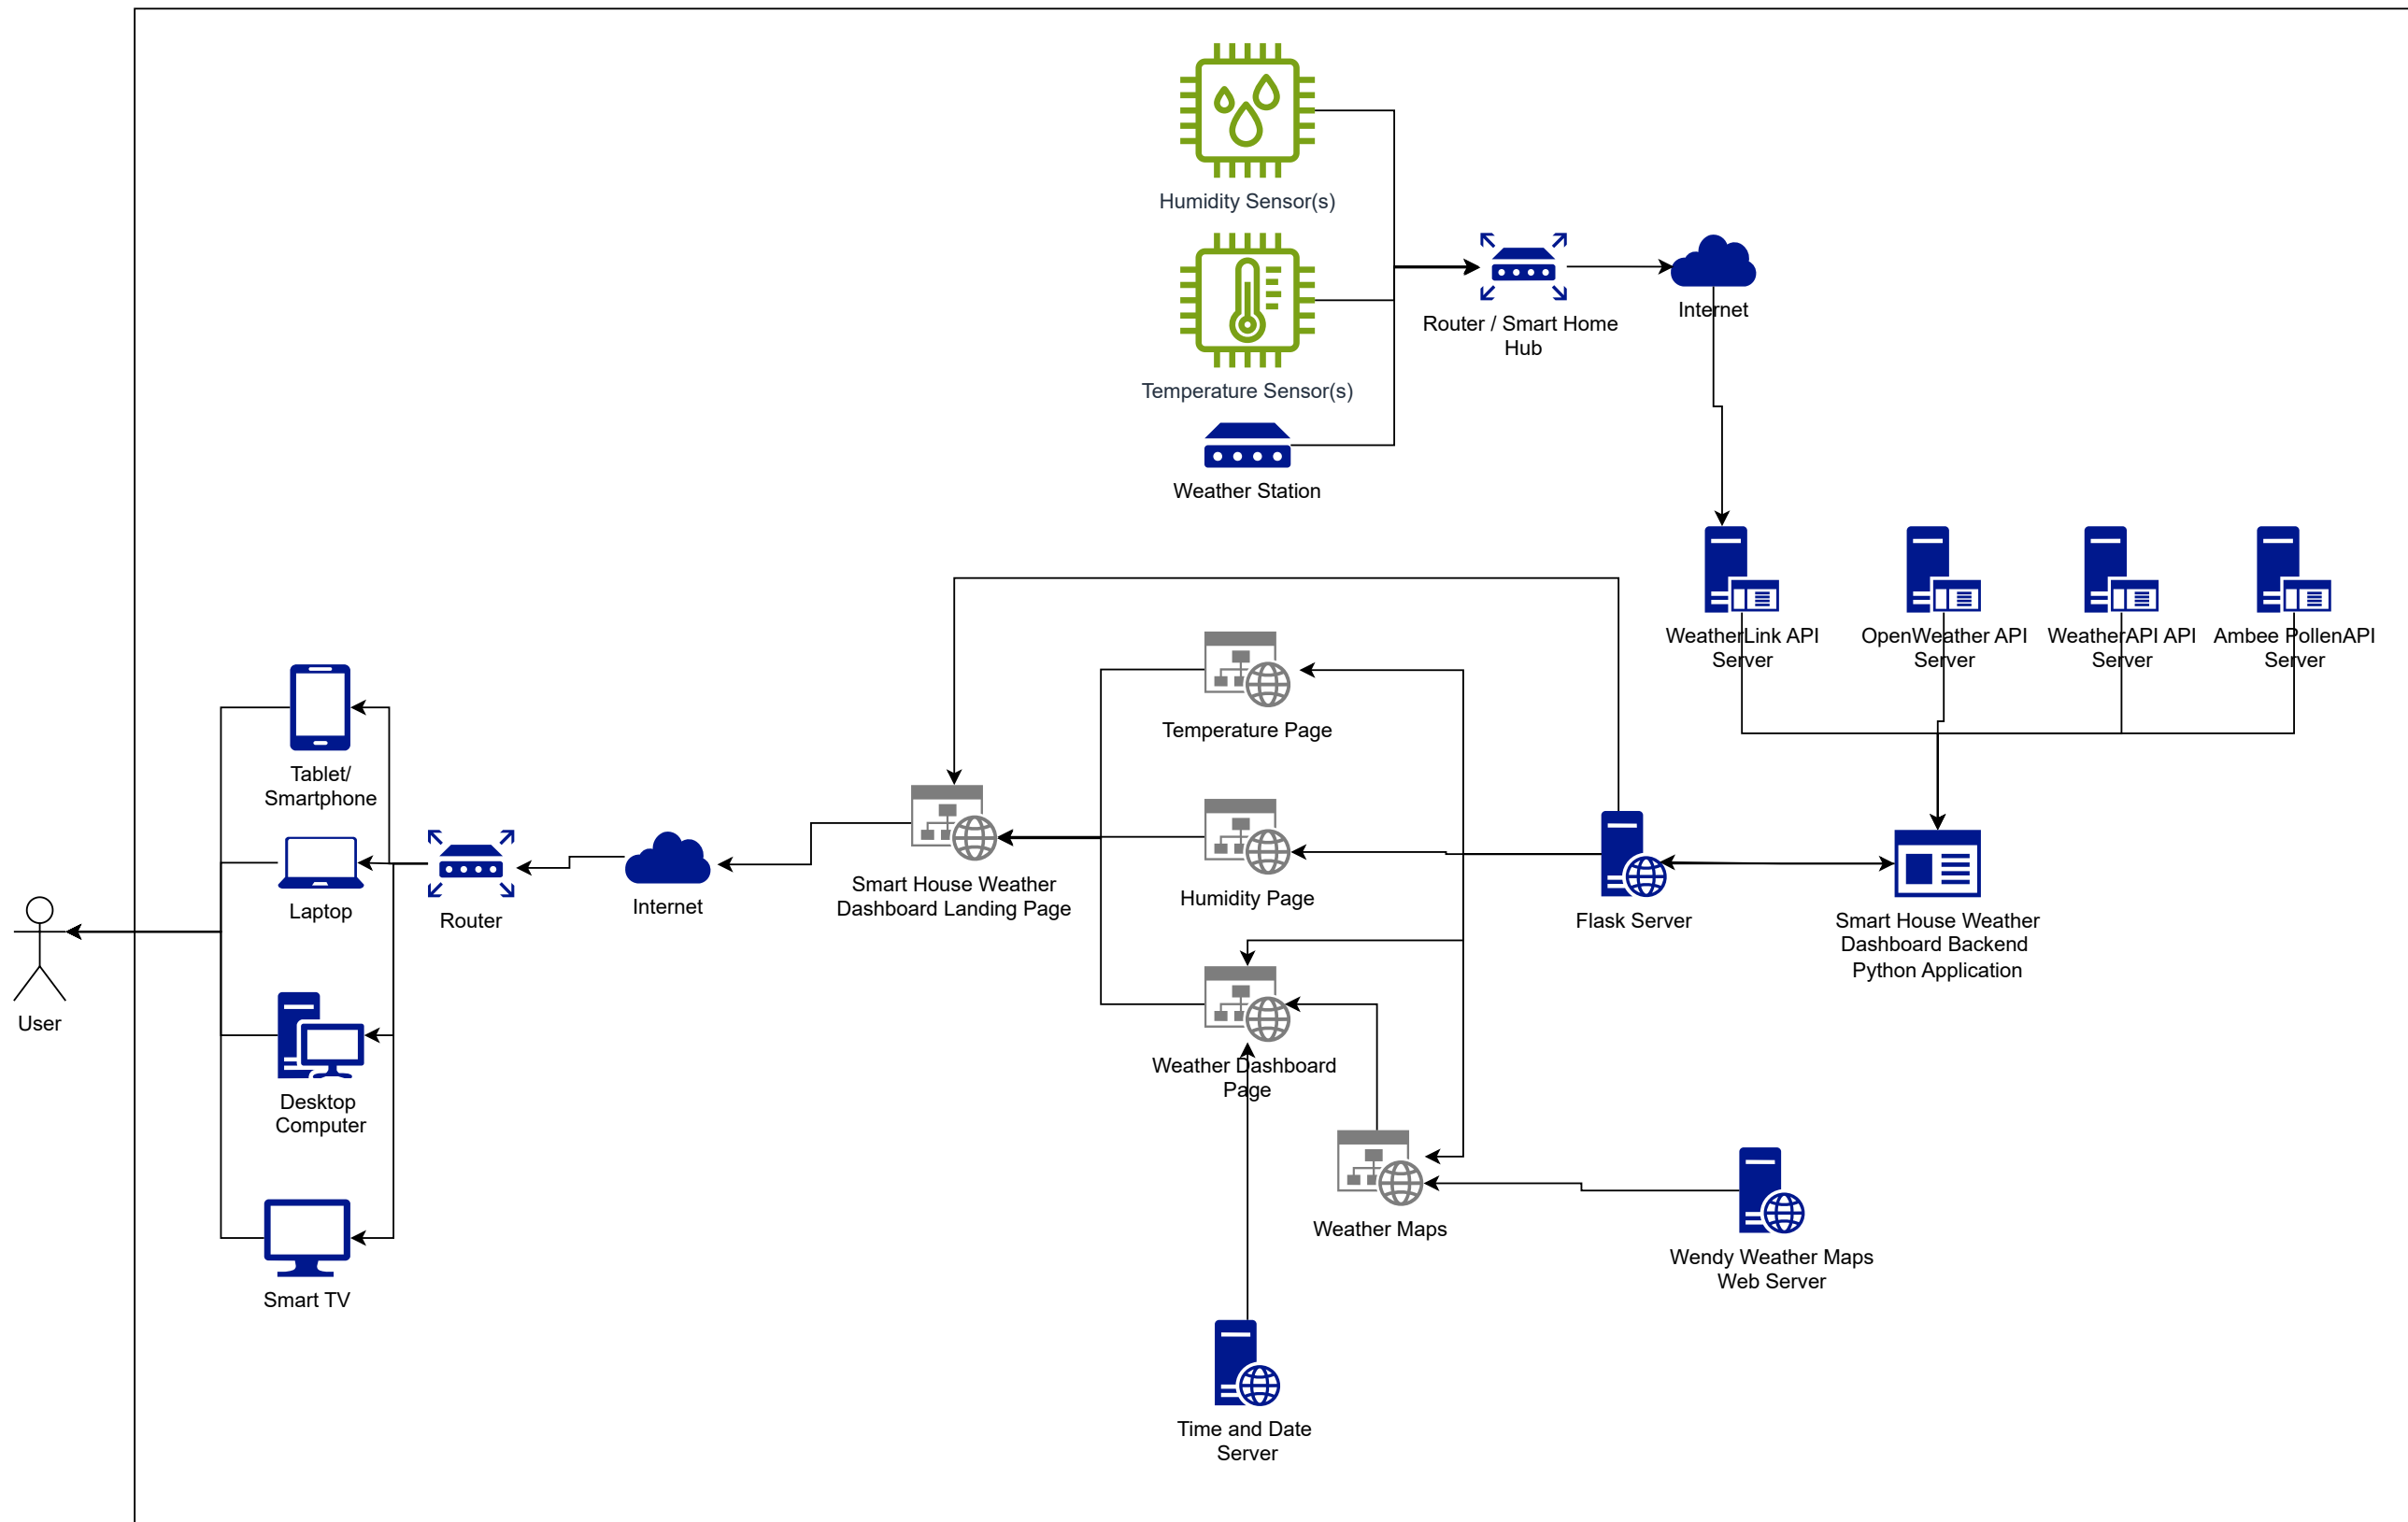 Humidity Sensor(s)
Temperature Sensor(s)
Weather Station
Router / Smart Home
Hub
Internet
WeatherLink API
Server
OpenWeather API
Server
WeatherAPI API
Server
Ambee PollenAPI
Server
Tablet/
Smartphone
Laptop
Desktop
Computer
Smart TV
User
Router
Internet
Smart House Weather
Dashboard Landing Page
Temperature Page
Humidity Page
Weather Dashboard
Page
Flask Server
Smart House Weather
Dashboard Backend
Python Application
Weather Maps
Wendy Weather Maps
Web Server
Time and Date
Server